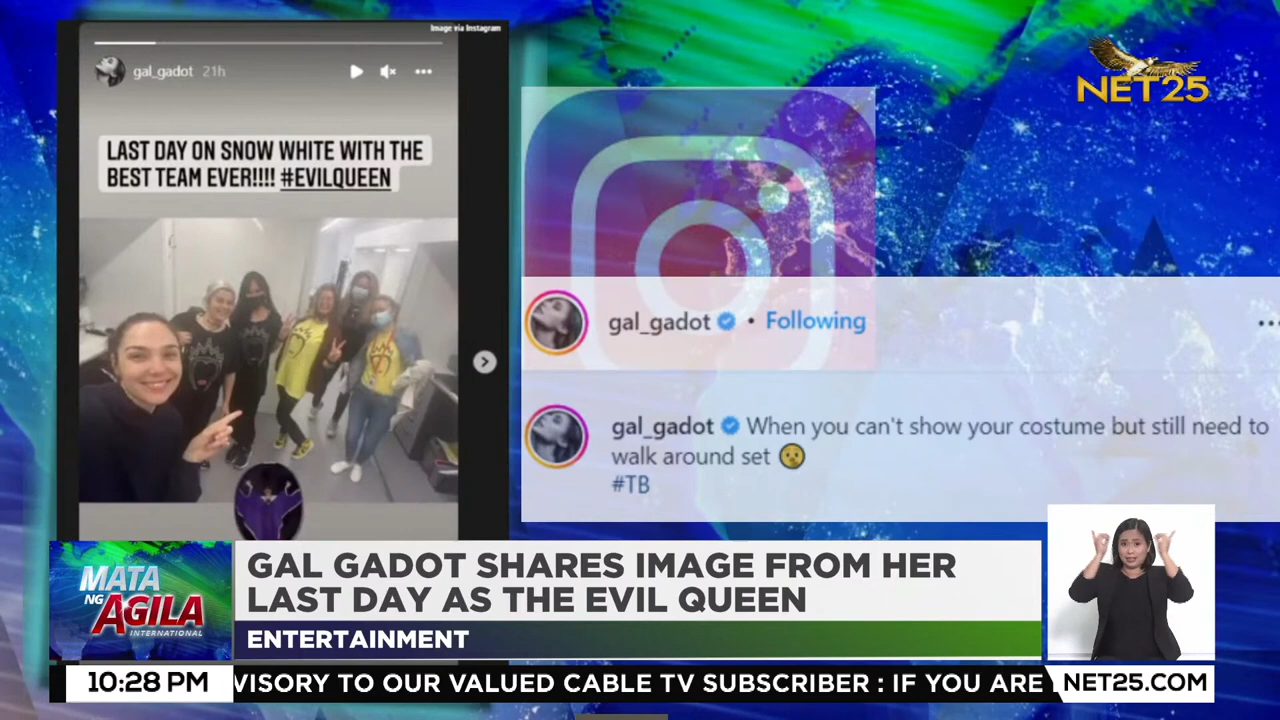 Image via Instagram
gal_gadot 21h
LAST DAY ON SNOW WHITE WITH THE
BEST TEAM EVER!!!! #EVILQUEEN
NET25
gal_gadot • Following
gal_gadot When you can't show your costume but still need to
walk around set
#TB
MATA
NG
AGILA
INTERNATIONAL
GAL GADOT SHARES IMAGE FROM HER
LAST DAY AS THE EVIL QUEEN
ENTERTAINMENT
10:28 PM
VISORY TO OUR VALUED CABLE TV SUBSCRIBER : IF YOU ARE
NET25.COM